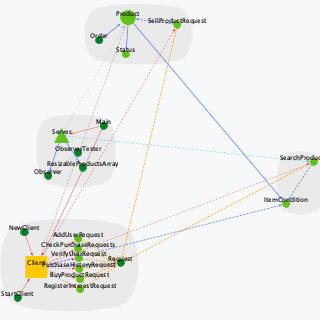 Product
SellProductRequest
Order
Status
Main
Server
ObserverTester
ResizableProductsArray
Observer
SearchProduc
ItemCondition
NewClient
AddUserRequest
CheckPurchaseRequests
VerifyUserRequest
Client
PurchaseHistoryRequest
Request
BuyProductRequest
RegisterInterestRequest
StartClient